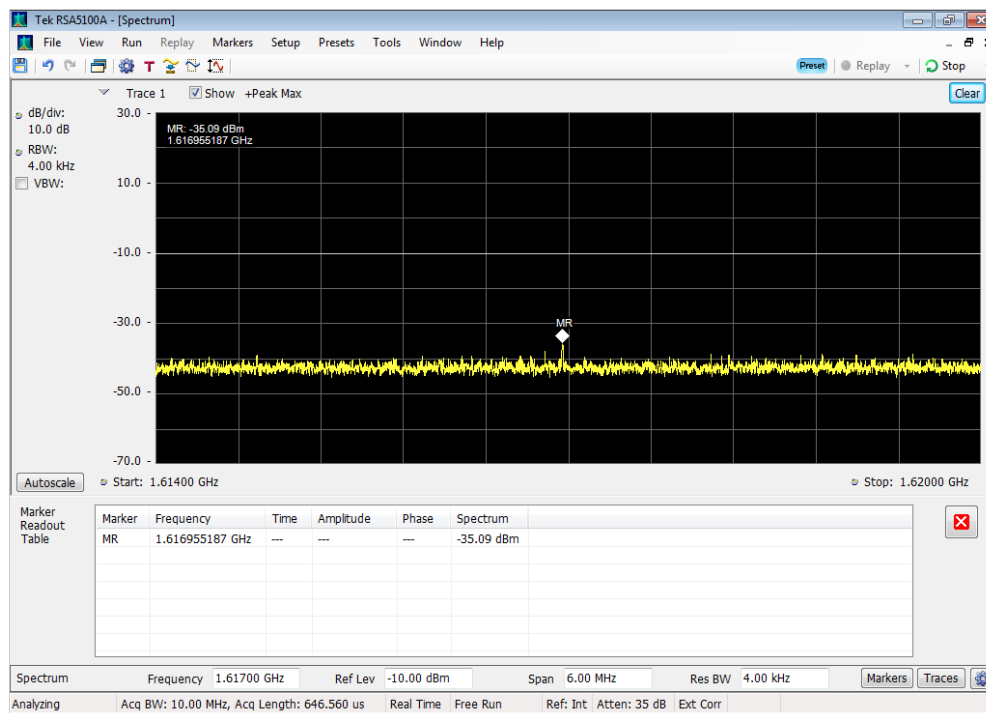 Tek RSA5100A - [Spectrum]
File View Run Replay Markers Setup Presets Tools Window Help
T Preset Replay Stop
Trace 1 Show +Peak Max Clear
dB/div:
10.0 dB
RBW:
4.00 kHz
VBW:
30.0 -
10.0 -
-10.0 -
-30.0 -
-50.0 -
-70.0 -
MR: -35.09 dBm
1.616955187 GHz
MR
Autoscale Start: 1.61400 GHz Stop: 1.62000 GHz
Marker Readout Table
Marker Frequency Time Amplitude Phase Spectrum
MR 1.616955187 GHz --- --- --- -35.09 dBm
Spectrum Frequency 1.61700 GHz Ref Lev -10.00 dBm Span 6.00 MHz Res BW 4.00 kHz Markers Traces
Analyzing Acq BW: 10.00 MHz, Acq Length: 646.560 us Real Time Free Run Ref: Int Atten: 35 dB Ext Corr